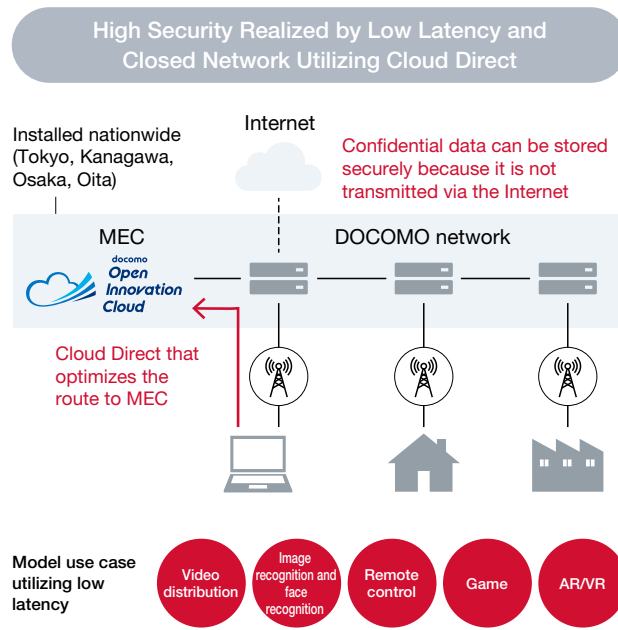 High Security Realized by Low Latency and
Closed Network Utilizing Cloud Direct
Installed nationwide
(Tokyo, Kanagawa,
Osaka, Oita)
Internet
Confidential data can be stored
securely because it is not
transmitted via the Internet
MEC
DOCOMO network
docomo
Open
Innovation
Cloud
Cloud Direct that
optimizes the
route to MEC
Model use case
utilizing low
latency
Video
distribution
Image
recognition and
face
recognition
Remote
control
Game
AR/VR